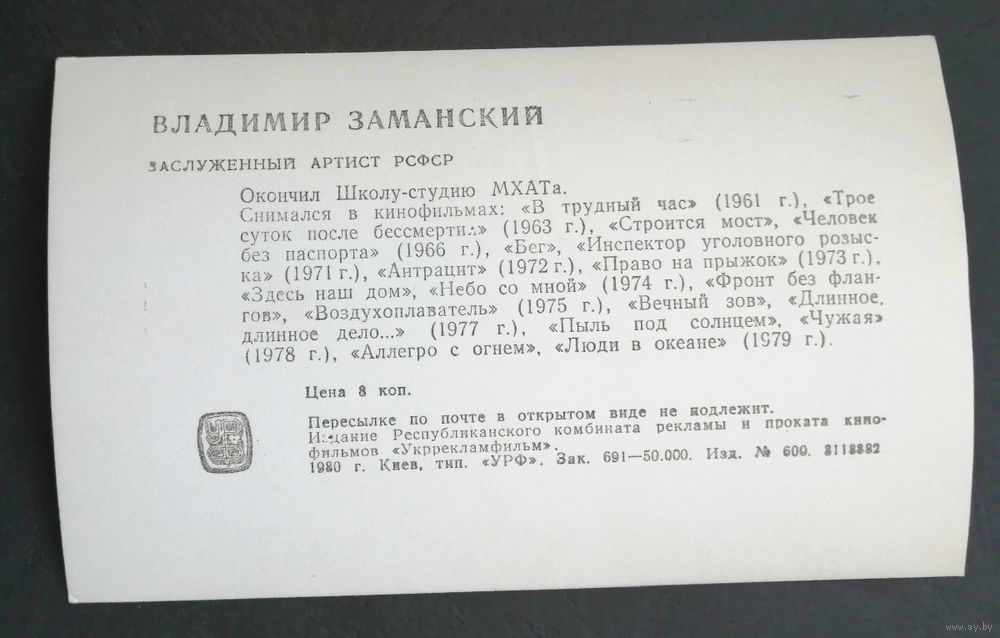 ВЛАДИМИР ЗАМАНСКИЙ
ЗАСЛУЖЕННЫЙ АРТИСТ РСФСР
Окончил Школу-студию МХАТа.
Снимался в кинофильмах: «В трудный час» (1961 г.), «Трое
суток после бессмертия» (1963 г.), «Строится мост», «Человек
без паспорта» (1966 г.), «Бег», «Инспектор уголовного розыс-
ка» (1971 г.), «Антрацит» (1972 г.), «Право на прыжок» (1973 г.),
«Здесь наш дом», «Небо со мной» (1974 г.), «Фронт без флан-
гов», «Воздухоплаватель» (1975 г.), «Вечный зов», «Длинное,
длинное дело...» (1977 г.), «Пыль под солнцем», «Чужая»
(1978 г.), «Аллегро с огнем», «Люди в океане» (1979 г.).
Цена 8 коп.
Пересылке по почте в открытом виде не подлежит.
Издание Республиканского комбината рекламы и проката кино-
фильмов «Укррекламфильм».
1980 г. Киев, тип. «УРФ». Зак. 691—50.000. Изд. № 600. 3118882
www.ay.by